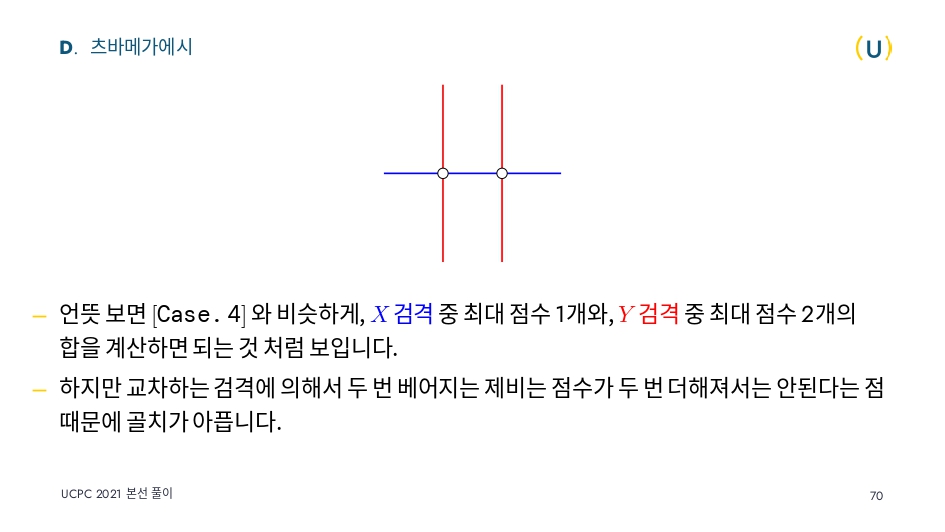 D. 츠바메가에시
(U)
언뜻 보면 [Case. 4] 와 비슷하게, X 검격 중 최대 점수 1개와, Y 검격 중 최대 점수 2개의
합을 계산하면 되는 것 처럼 보입니다.
하지만 교차하는 검격에 의해서 두 번 베어지는 제비는 점수가 두 번 더해져서는 안된다는 점
때문에 골치가 아픕니다.
UCPC 2021 본선 풀이
70